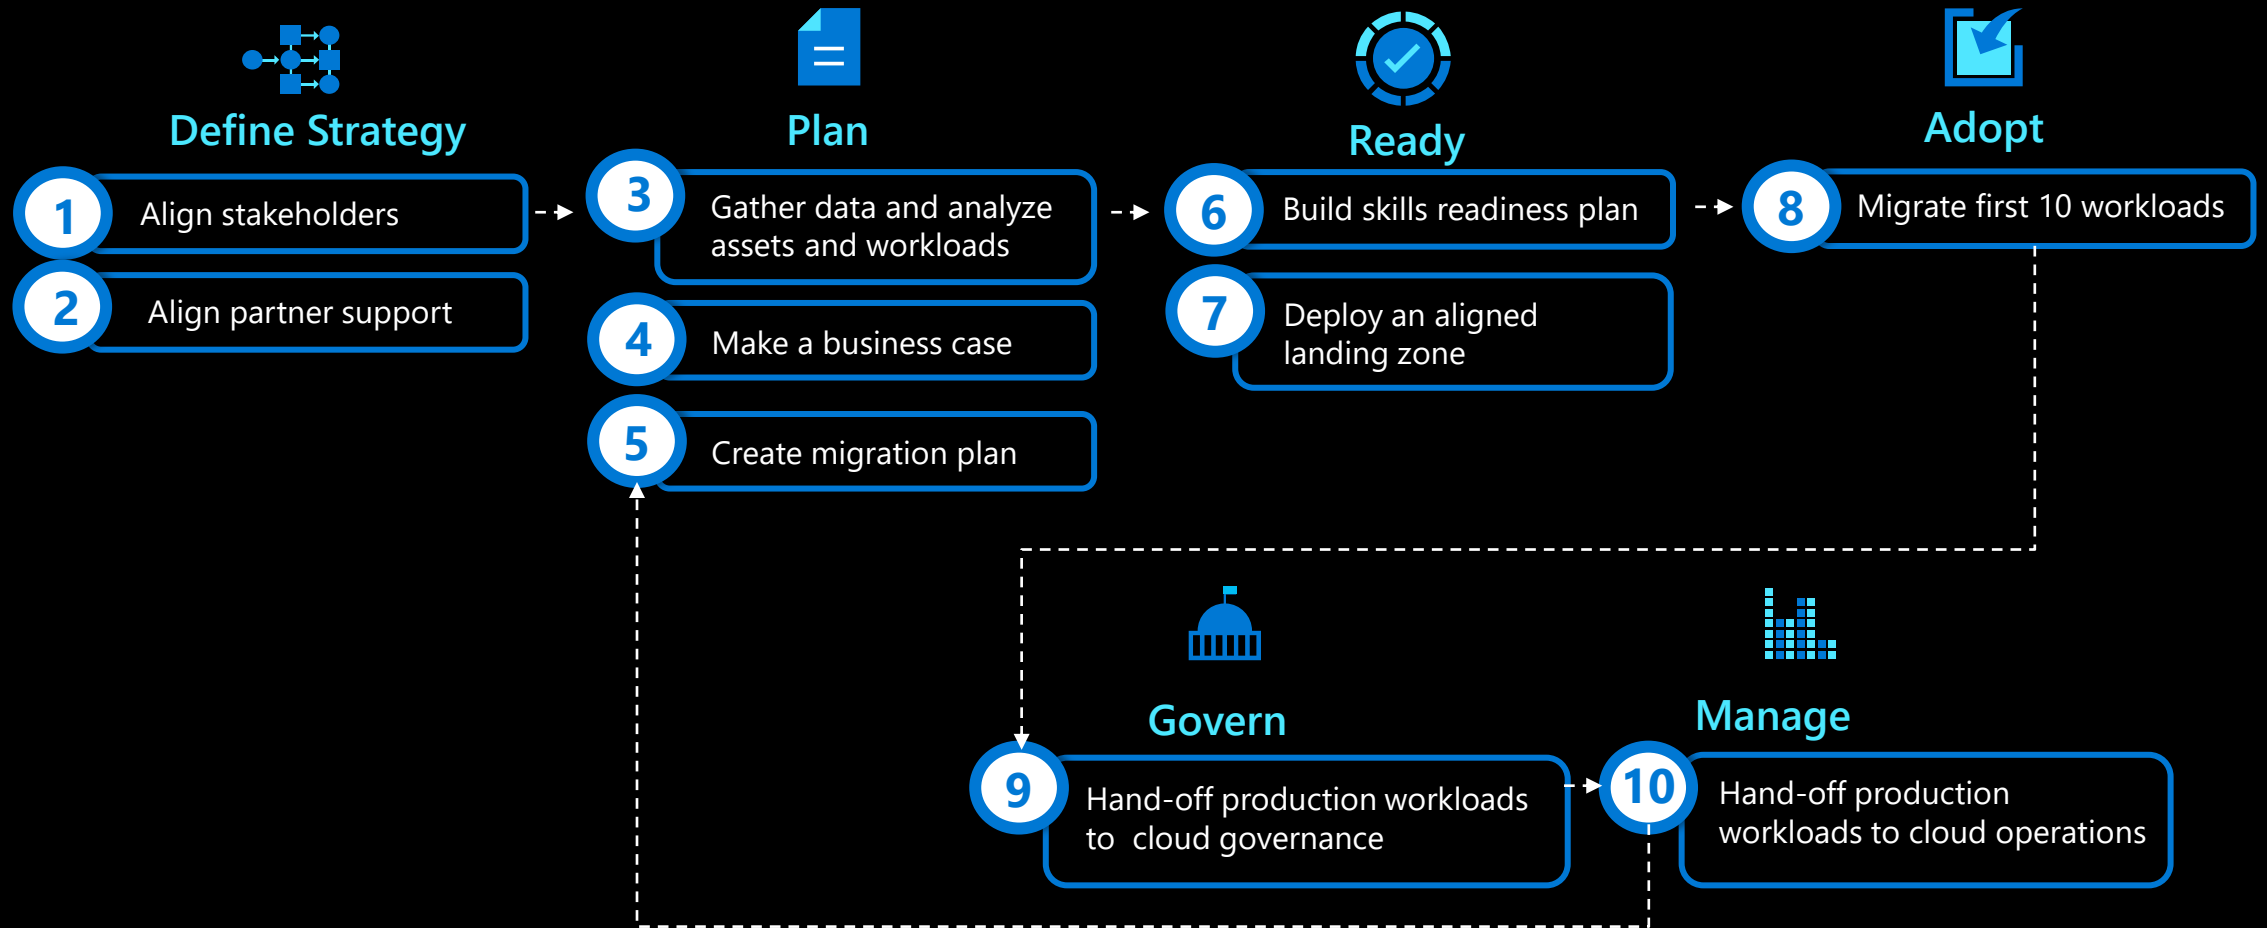 Define Strategy
1
Align stakeholders
2
Align partner support
Plan
3
Gather data and analyze
assets and workloads
4
Make a business case
5
Create migration plan
Ready
6
Build skills readiness plan
7
Deploy an aligned
landing zone
Adopt
8
Migrate first 10 workloads
Govern
9
Hand-off production workloads
to cloud governance
Manage
10
Hand-off production
workloads to cloud operations